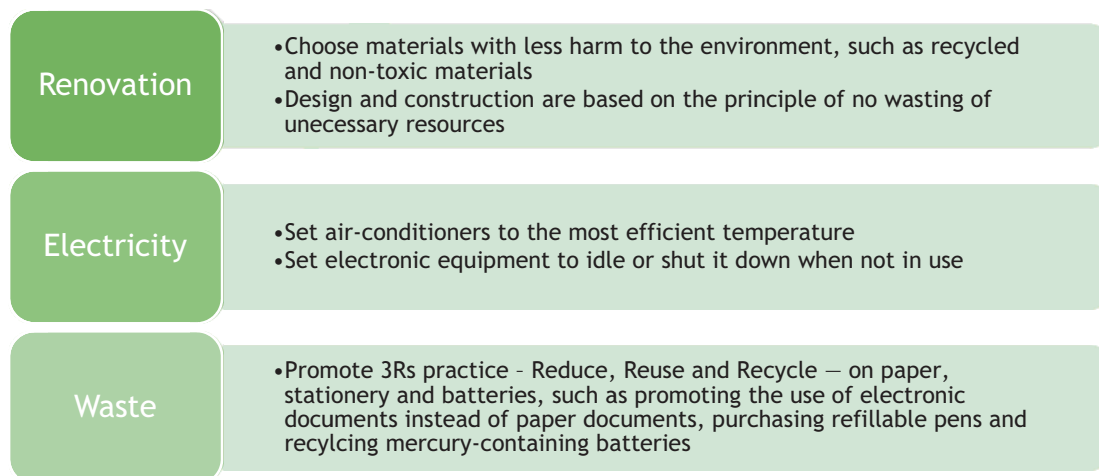 Renovation
•Choose materials with less harm to the environment, such as recycled
and non-toxic materials
•Design and construction are based on the principle of no wasting of
unecessary resources
Electricity
•Set air-conditioners to the most efficient temperature
•Set electronic equipment to idle or shut it down when not in use
Waste
•Promote 3Rs practice – Reduce, Reuse and Recycle — on paper,
stationery and batteries, such as promoting the use of electronic
documents instead of paper documents, purchasing refillable pens and
recylcing mercury-containing batteries